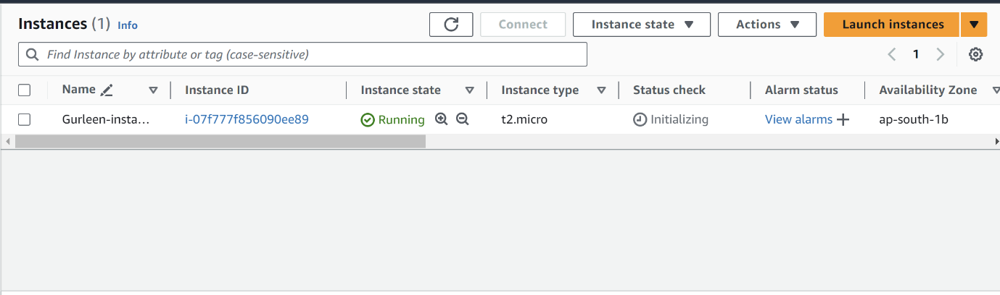 Instances (1) Info Connect Instance state Actions Launch instances
Find Instance by attribute or tag (case-sensitive) 1
Name Instance ID Instance state Instance type Status check Alarm status Availability Zone
Gurleen-insta... i-07f777f856090ee89 Running t2.micro Initializing View alarms ap-south-1b